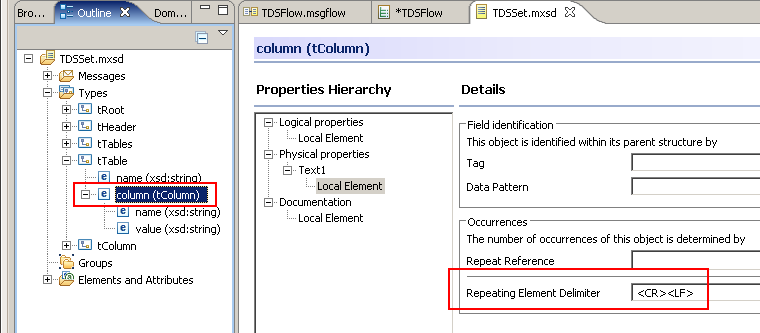 Bro...
Outline
Dom...
TDSSet.mxsd
Messages
Types
tRoot
tHeader
tTables
tTable
name (xsd:string)
column (tColumn)
name (xsd:string)
value (xsd:string)
tColumn
Groups
Elements and Attributes
TDSFlow.msgflow
*TDSFlow
TDSSet.mxsd
column (tColumn)
Properties Hierarchy
Logical properties
Local Element
Physical properties
Text1
Local Element
Documentation
Local Element
Details
Field identification
This object is identified within its parent structure by
Tag
Data Pattern
Occurrences
The number of occurrences of this object is determined by
Repeat Reference
Repeating Element Delimiter <CR><LF>